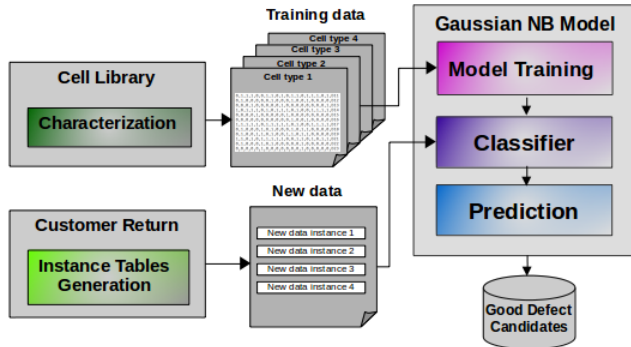 Training data
Cell type 4
Cell type 3
Cell type 2
Cell type 1
Cell Library
Characterization
Gaussian NB Model
Model Training
Classifier
Prediction
New data
Customer Return
Instance Tables
Generation
New data instance 1
New data instance 2
New data instance 3
New data instance 4
Good Defect
Candidates